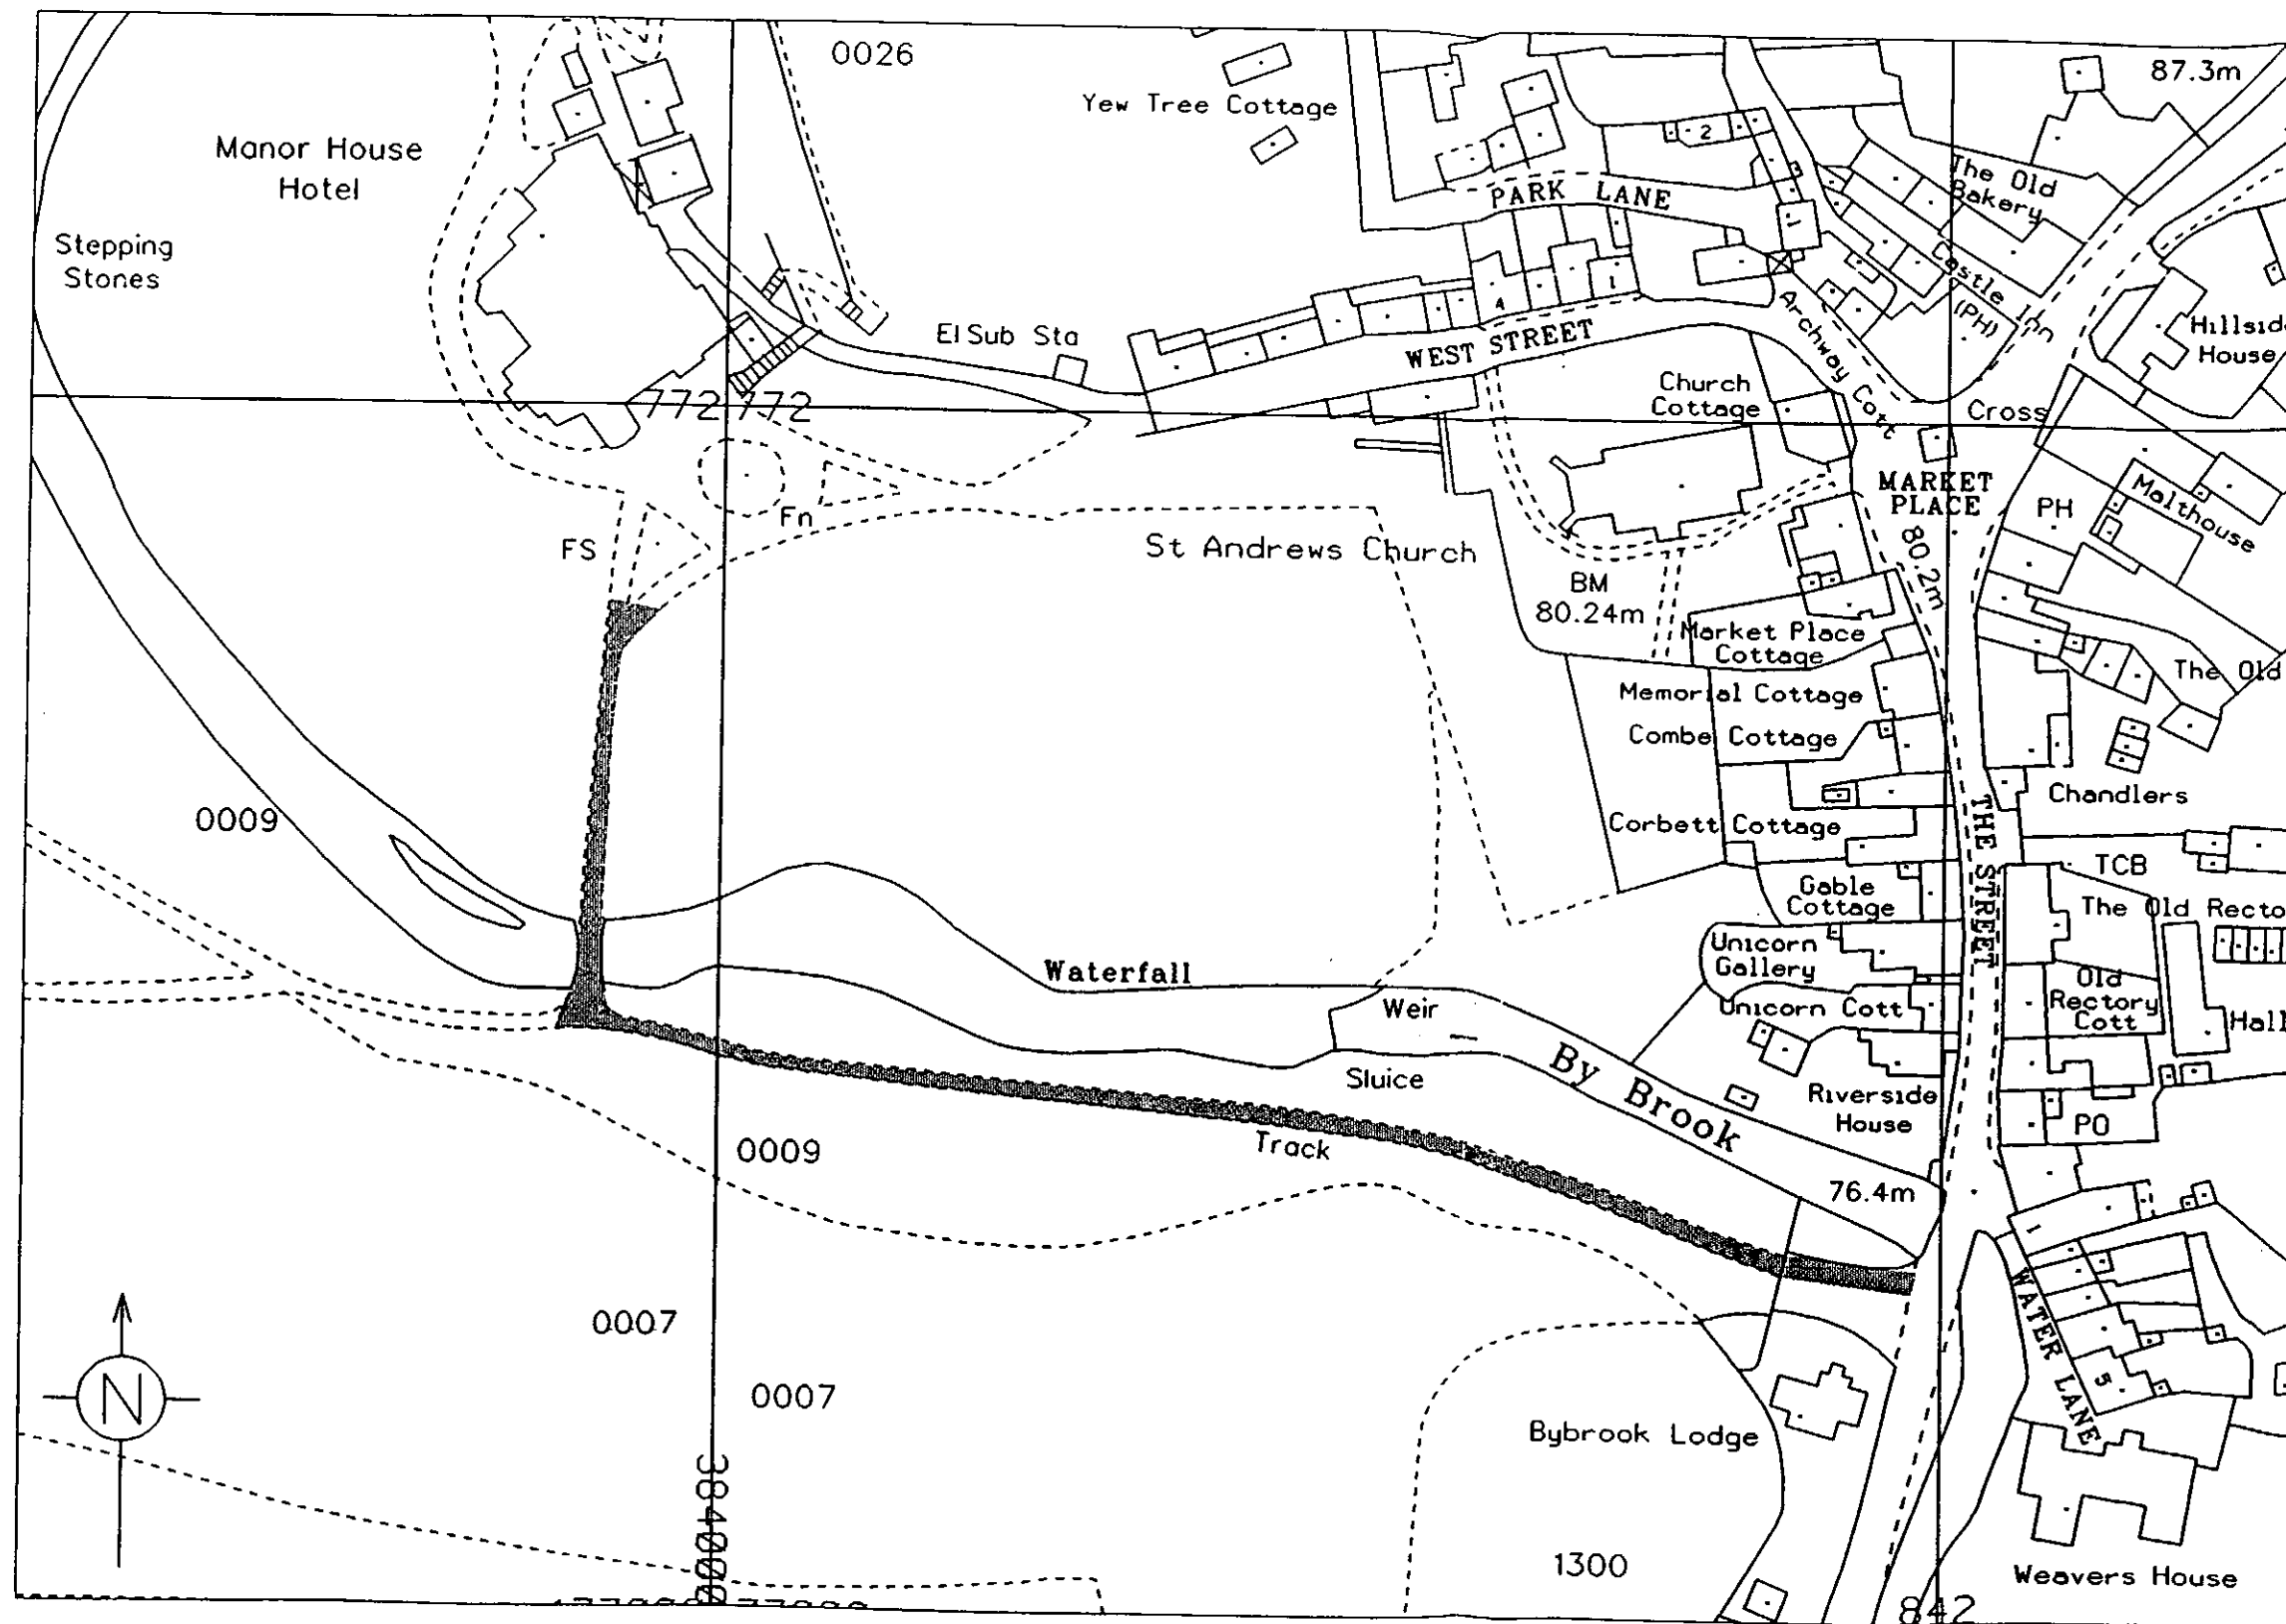 0026
87.3m
Yew Tree Cottage
Manor House
Hotel
2
The Old
Bakery
PARK LANE
1
Stepping
Stones
Castle Inn
(PH)
El Sub Sta
4
1
WEST STREET
Archway Cott
Hillside
House
Church
Cottage
772 772
Cross
MARKET
PLACE
PH
Malthouse
Fn
FS
St Andrews Church
80.2m
BM
80.24m
Market Place
Cottage
The Old
Memorial Cottage
Combe Cottage
Chandlers
0009
Corbett Cottage
THE STREET
TCB
Gable
Cottage
The Old Recto
Unicorn
Gallery
Waterfall
Old
Rectory
Cott
Weir
Unicorn Cott
Hall
By Brook
Sluice
Riverside
House
PO
Track
0009
76.4m
1
WATER LANE
0007
N
0007
5
Bybrook Lodge
384000
1300
Weavers House
842